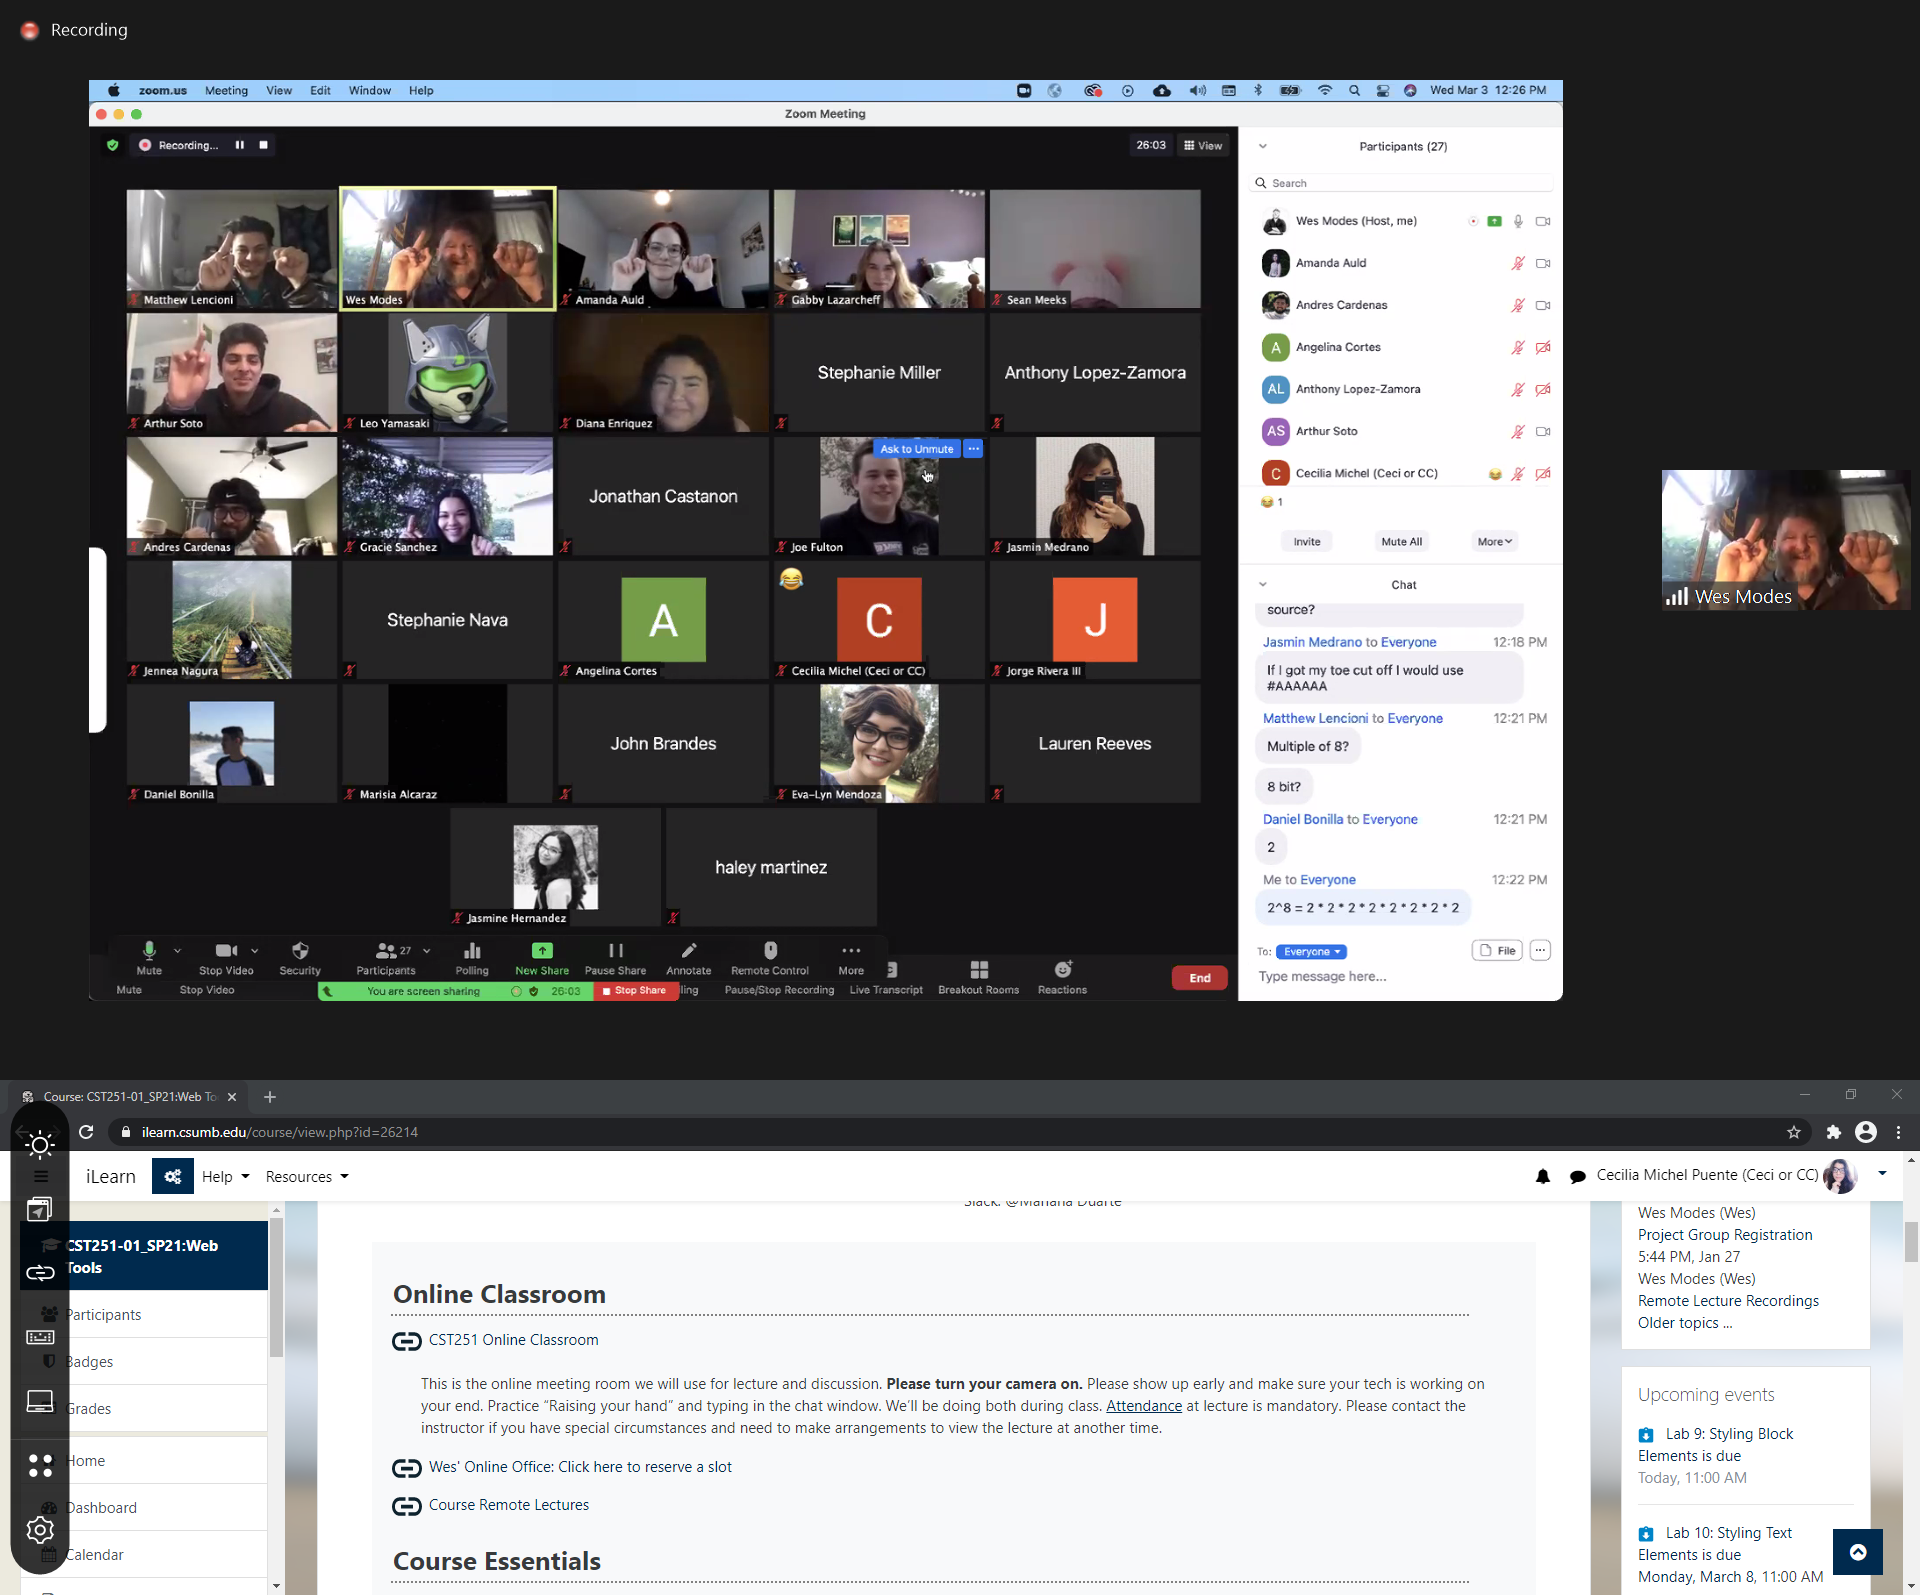 Recording
zoom.us Meeting View Edit Window Help
Wed Mar 3 12:26 PM
Zoom Meeting
Recording...
26:03
View
Matthew Lencioni
Wes Modes
Amanda Auld
Gabby Lazarcheff
Sean Meeks
Arthur Soto
Leo Yamasaki
Diana Enriquez
Stephanie Miller
Anthony Lopez-Zamora
Andres Cardenas
Gracie Sanchez
Jonathan Castanon
Ask to Unmute
Joe Fulton
Jasmin Medrano
Jennea Nagura
Stephanie Nava
A
Angelina Cortes
C
Cecilia Michel (Ceci or CC)
J
Jorge Rivera III
Daniel Bonilla
Marisia Alcaraz
John Brandes
Eva-Lyn Mendoza
Lauren Reeves
Jasmine Hernandez
haley martinez
Mute
Stop Video
Security
27
Participants
Polling
New Share
Pause Share
Annotate
Remote Control
More
Mute
Stop Video
You are screen sharing
26:03
Stop Share
lling
Pause/Stop Recording
Live Transcript
Breakout Rooms
Reactions
End
Participants (27)
Search
Wes Modes (Host, me)
Amanda Auld
Andres Cardenas
A Angelina Cortes
AL Anthony Lopez-Zamora
AS Arthur Soto
C Cecilia Michel (Ceci or CC)
1
Invite
Mute All
More
Chat
source?
Jasmin Medrano to Everyone 12:18 PM
If I got my toe cut off I would use
#AAAAAA
Matthew Lencioni to Everyone 12:21 PM
Multiple of 8?
8 bit?
Daniel Bonilla to Everyone 12:21 PM
2
Me to Everyone 12:22 PM
2^8 = 2 * 2 * 2 * 2 * 2 * 2 * 2 * 2
To: Everyone
File
Type message here...
Wes Modes
Course: CST251-01_SP21:Web To
ilearn.csumb.edu/course/view.php?id=26214
iLearn
Help
Resources
Cecilia Michel Puente (Ceci or CC)
CST251-01_SP21:Web
Tools
Participants
Badges
Grades
Home
Dashboard
Calendar
Slack: @Mariana Duarte
Online Classroom
CST251 Online Classroom
This is the online meeting room we will use for lecture and discussion. Please turn your camera on. Please show up early and make sure your tech is working on
your end. Practice “Raising your hand” and typing in the chat window. We’ll be doing both during class. Attendance at lecture is mandatory. Please contact the
instructor if you have special circumstances and need to make arrangements to view the lecture at another time.
Wes' Online Office: Click here to reserve a slot
Course Remote Lectures
Course Essentials
Wes Modes (Wes)
Project Group Registration
5:44 PM, Jan 27
Wes Modes (Wes)
Remote Lecture Recordings
Older topics ...
Upcoming events
Lab 9: Styling Block
Elements is due
Today, 11:00 AM
Lab 10: Styling Text
Elements is due
Monday, March 8, 11:00 AM